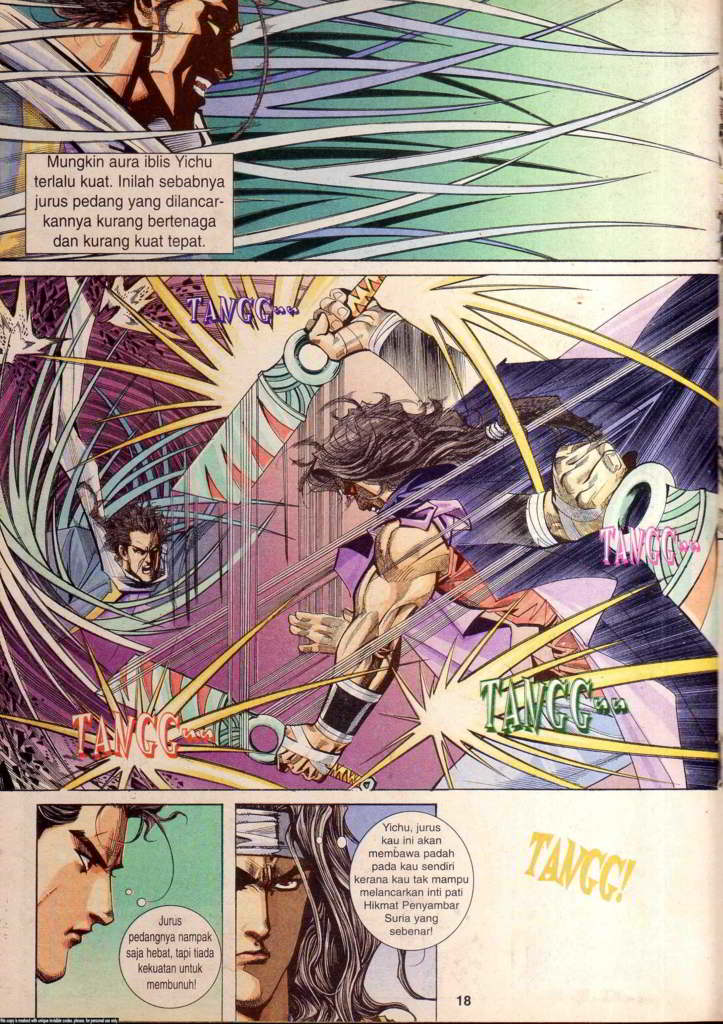 Mungkin aura iblis Yichu
terlalu kuat. Inilah sebabnya
jurus pedang yang dilancar-
kannya kurang bertenaga
dan kurang kuat tepat.
TANGG~~
TANGG~~
TANGG~~
TANGG~~
Jurus
pedangnya nampak
saja hebat, tapi tiada
kekuatan untuk
membunuh!
Yichu, jurus
kau ini akan
membawa padah
pada kau sendiri
kerana kau tak mampu
melancarkan inti pati
Hikmat Penyambar
Suria yang
sebenar!
TANGG!
18